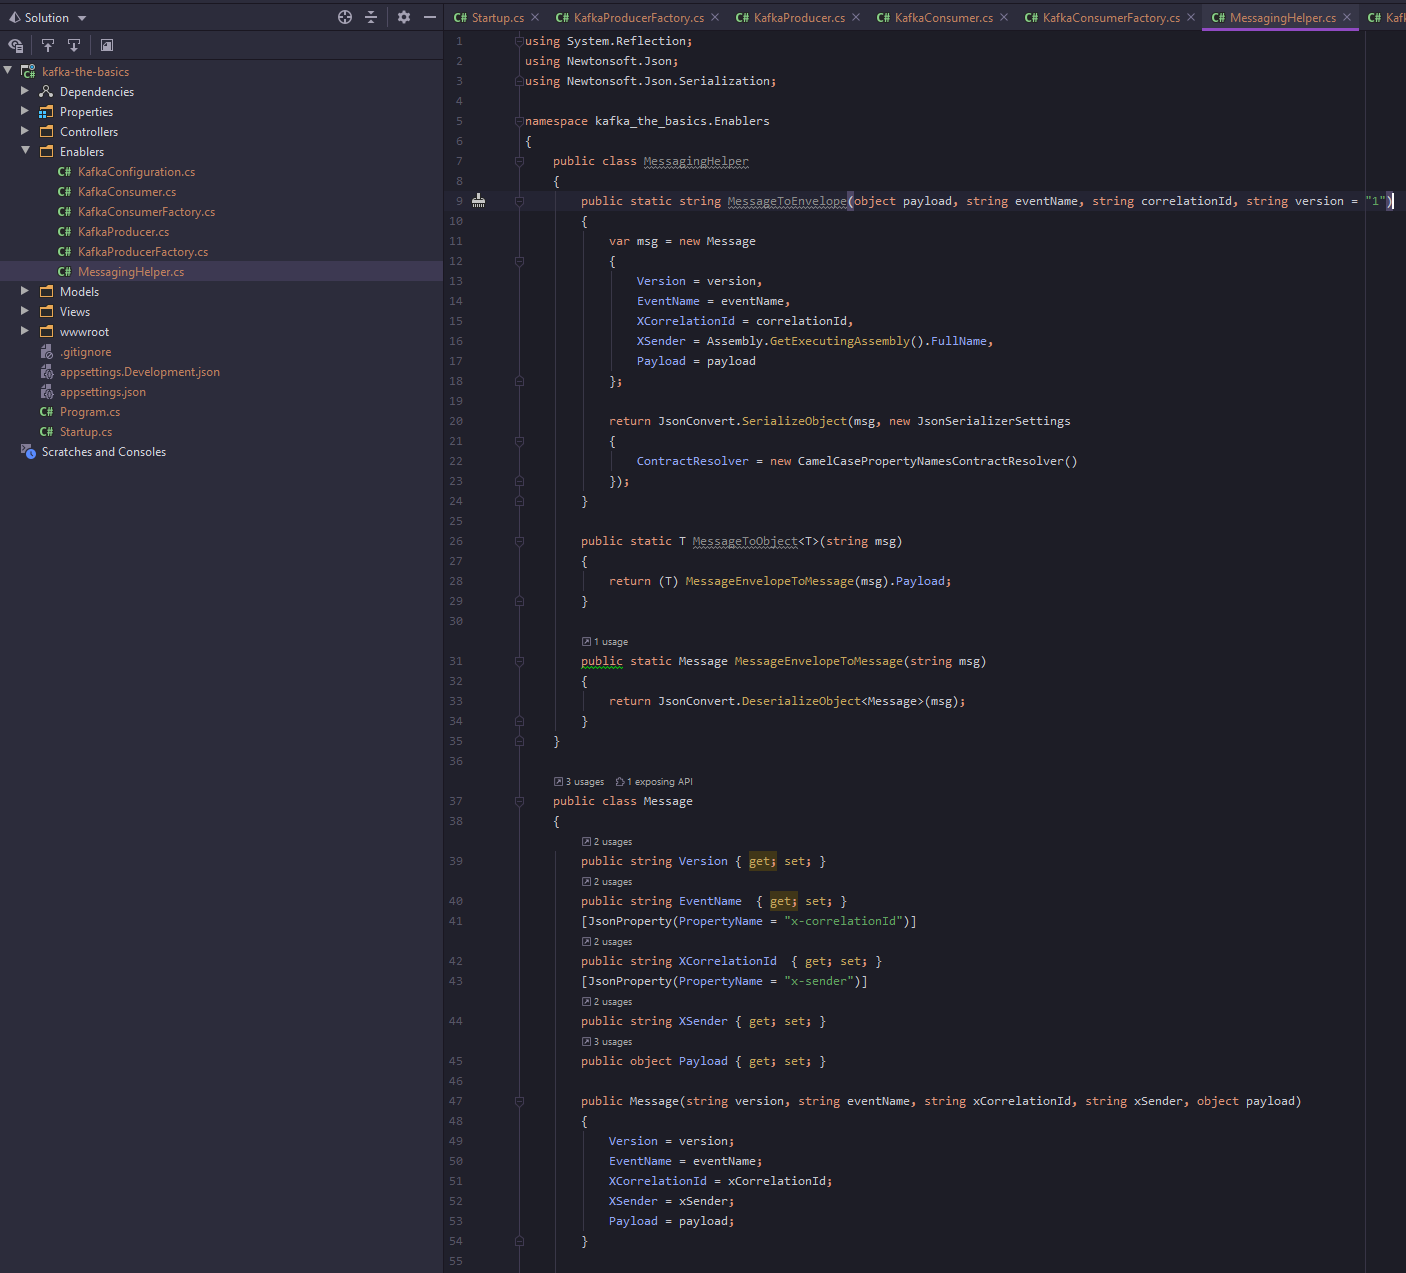 Solution
kafka-the-basics
Dependencies
Properties
Controllers
Enablers
KafkaConfiguration.cs
KafkaConsumer.cs
KafkaConsumerFactory.cs
KafkaProducer.cs
KafkaProducerFactory.cs
MessagingHelper.cs
Models
Views
wwwroot
.gitignore
appsettings.Development.json
appsettings.json
Program.cs
Startup.cs
Scratches and Consoles
Startup.cs KafkaProducerFactory.cs KafkaProducer.cs KafkaConsumer.cs KafkaConsumerFactory.cs MessagingHelper.cs Kaf
1 using System.Reflection;
2 using Newtonsoft.Json;
3 using Newtonsoft.Json.Serialization;
4
5 namespace kafka_the_basics.Enablers
6 {
7 public class MessagingHelper
8 {
9 public static string MessageToEnvelope(object payload, string eventName, string correlationId, string version = "1")
10 {
11 var msg = new Message
12 {
13 Version = version,
14 EventName = eventName,
15 XCorrelationId = correlationId,
16 XSender = Assembly.GetExecutingAssembly().FullName,
17 Payload = payload
18 };
19
20 return JsonConvert.SerializeObject(msg, new JsonSerializerSettings
21 {
22 ContractResolver = new CamelCasePropertyNamesContractResolver()
23 });
24 }
25
26 public static T MessageToObject<T>(string msg)
27 {
28 return (T) MessageEnvelopeToMessage(msg).Payload;
29 }
30
1 usage
31 public static Message MessageEnvelopeToMessage(string msg)
32 {
33 return JsonConvert.DeserializeObject<Message>(msg);
34 }
35 }
36
3 usages 1 exposing API
37 public class Message
38 {
2 usages
39 public string Version { get; set; }
2 usages
40 public string EventName  { get; set; }
41 [JsonProperty(PropertyName = "x-correlationId")]
2 usages
42 public string XCorrelationId  { get; set; }
43 [JsonProperty(PropertyName = "x-sender")]
2 usages
44 public string XSender { get; set; }
3 usages
45 public object Payload { get; set; }
46
47 public Message(string version, string eventName, string xCorrelationId, string xSender, object payload)
48 {
49 Version = version;
50 EventName = eventName;
51 XCorrelationId = xCorrelationId;
52 XSender = xSender;
53 Payload = payload;
54 }
55